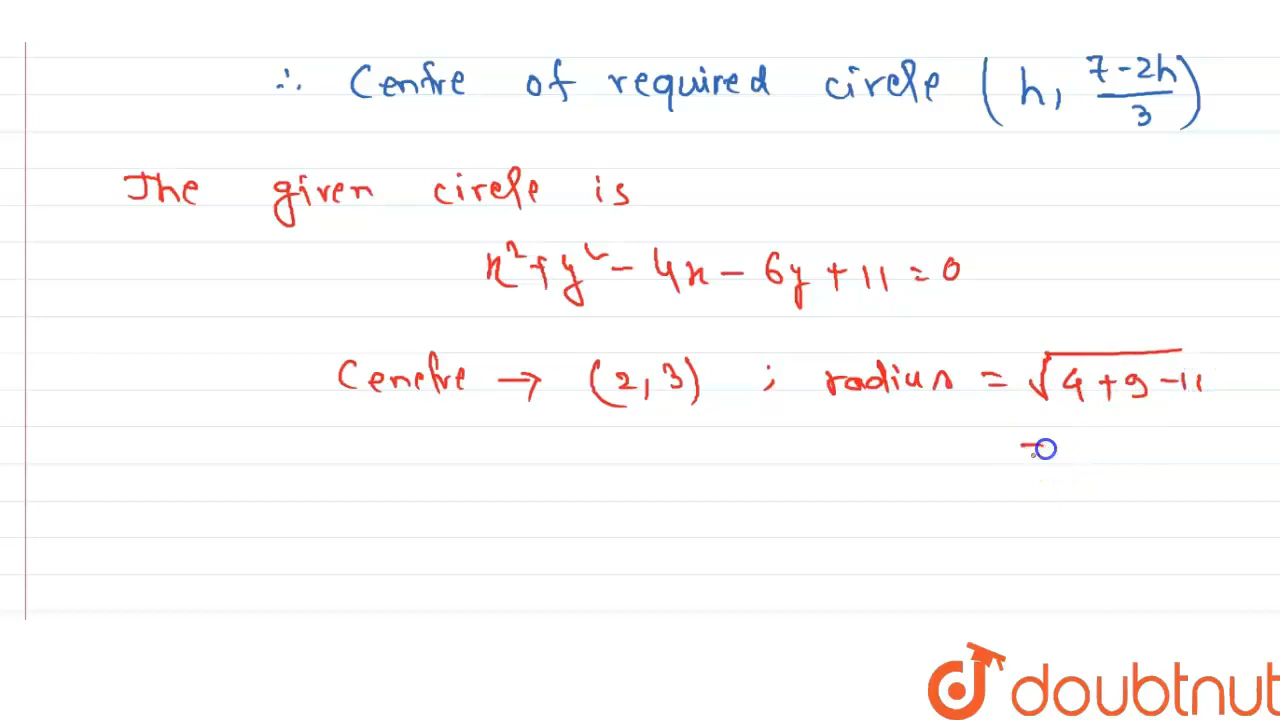 ∴ Centre of required circle (h, (7-2h)/3)
The given circle is
x² + y² - 4x - 6y + 11 = 0
Centre → (2, 3) ; radius = √(4+9-11)
=
doubtnut